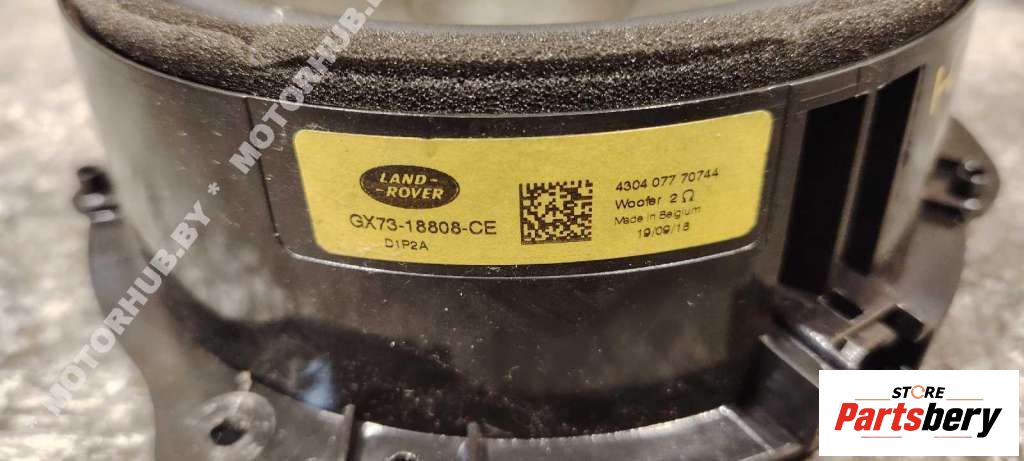 MOTORHUB.BY * MOTORHUB.BY
LAND-
-ROVER
GX73-18808-CE
D1P2A
4304 077 70744
Woofer 2 Ω
Made in Belgium
19/09/18
STORE
Partsbery